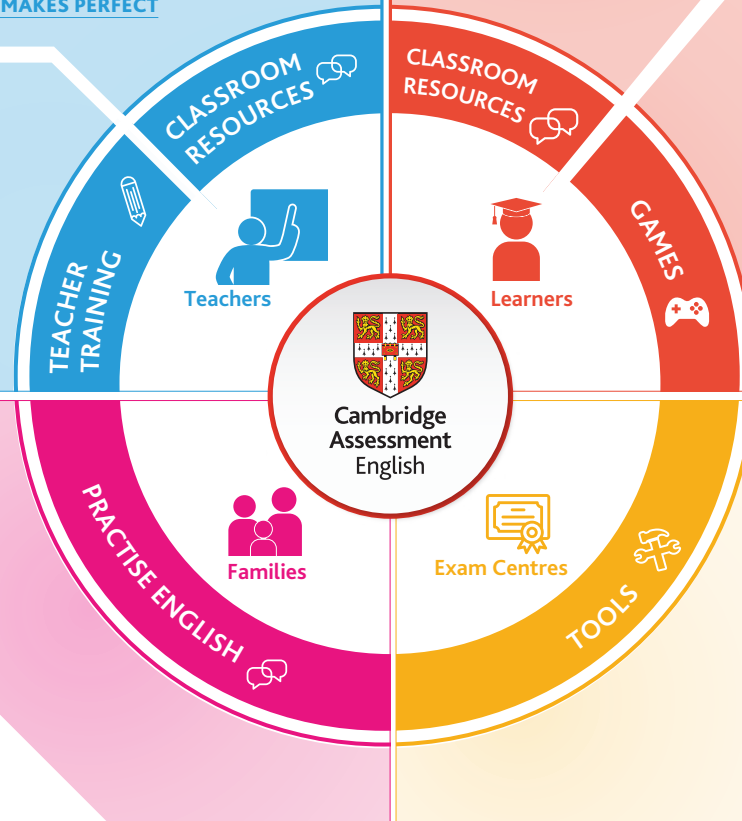 MAKES PERFECT
CLASSROOM
RESOURCES
CLASSROOM
RESOURCES
TEACHER
TRAINING
GAMES
Teachers
Learners
Cambridge
Assessment
English
Families
Exam Centres
PRACTISE ENGLISH
TOOLS